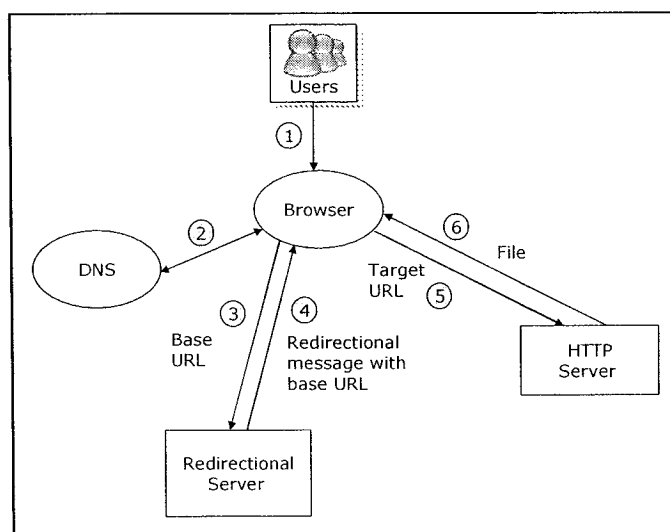 Users
1
Browser
2
6
File
DNS
Target
URL
5
3
4
Base
URL
Redirectional
message with
base URL
HTTP
Server
Redirectional
Server